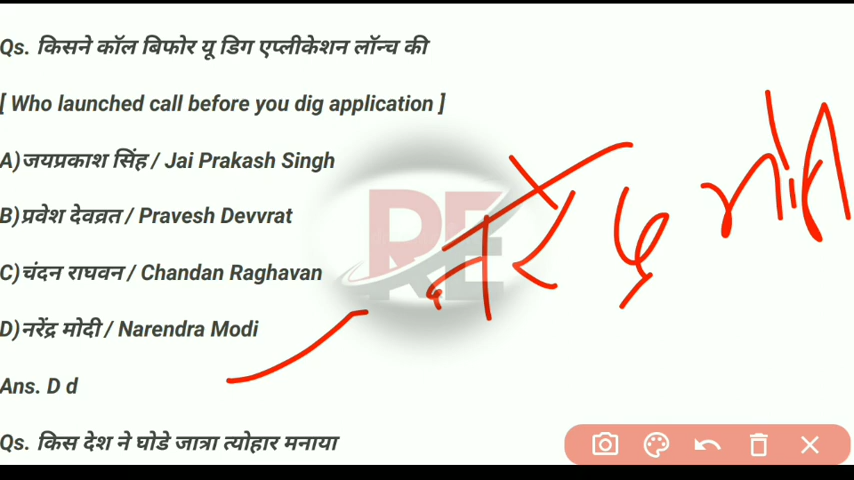 Qs. किसने कॉल बिफोर यू डिग एप्लीकेशन लॉन्च की
[ Who launched call before you dig application ]
A)जयप्रकाश सिंह / Jai Prakash Singh
B)प्रवेश देवव्रत / Pravesh Devvrat
C)चंदन राघवन / Chandan Raghavan
D)नरेंद्र मोदी / Narendra Modi
Ans. D d
Qs. किस देश ने घोडे जात्रा त्योहार मनाया
RE